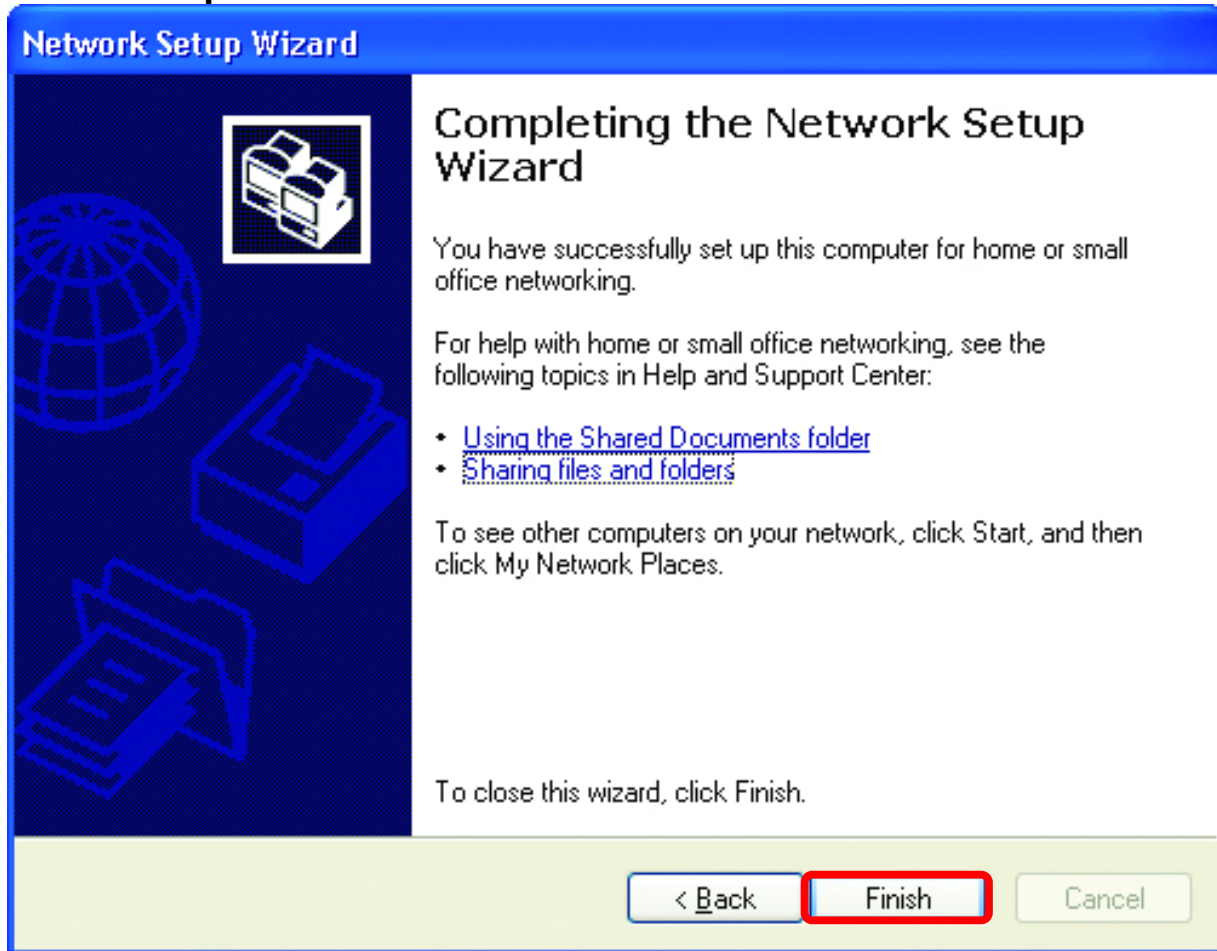 Network Setup Wizard
Completing the Network Setup
Wizard
You have successfully set up this computer for home or small
office networking.
For help with home or small office networking, see the
following topics in Help and Support Center:
• Using the Shared Documents folder
• Sharing files and folders
To see other computers on your network, click Start, and then
click My Network Places.
To close this wizard, click Finish.
< Back Finish Cancel